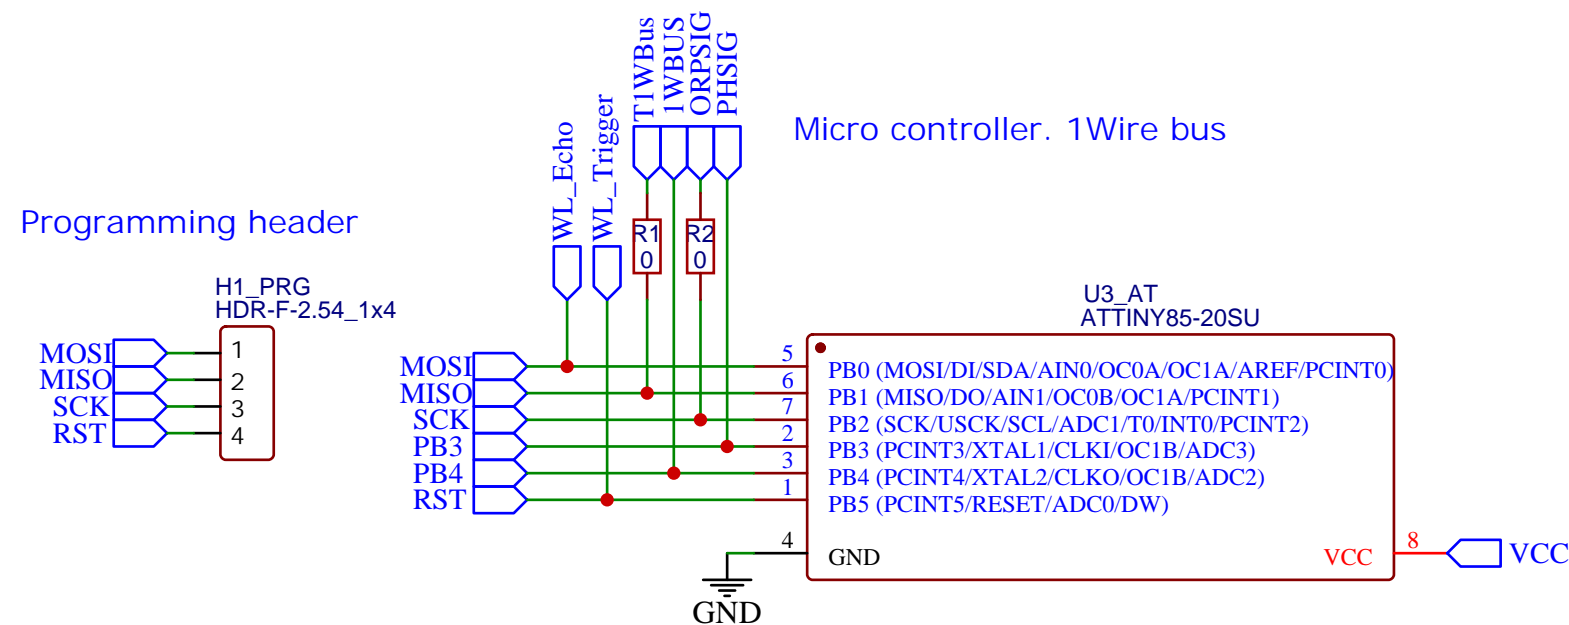 T1WBus
1WBUS
ORPSIG
PHSIG
WL_Echo
WL_Trigger
Micro controller. 1Wire bus
Programming header
R1
0
R2
0
H1_PRG
HDR-F-2.54_1x4
MOSI 1
MISO 2
SCK 3
RST 4
U3_AT
ATTINY85-20SU
MOSI 5 PB0 (MOSI/DI/SDA/AIN0/OC0A/OC1A/AREF/PCINT0)
MISO 6 PB1 (MISO/DO/AIN1/OC0B/OC1A/PCINT1)
SCK 7 PB2 (SCK/USCK/SCL/ADC1/T0/INT0/PCINT2)
PB3 2 PB3 (PCINT3/XTAL1/CLKI/OC1B/ADC3)
PB4 3 PB4 (PCINT4/XTAL2/CLKO/OC1B/ADC2)
RST 1 PB5 (PCINT5/RESET/ADC0/DW)
4 GND VCC 8 VCC
GND